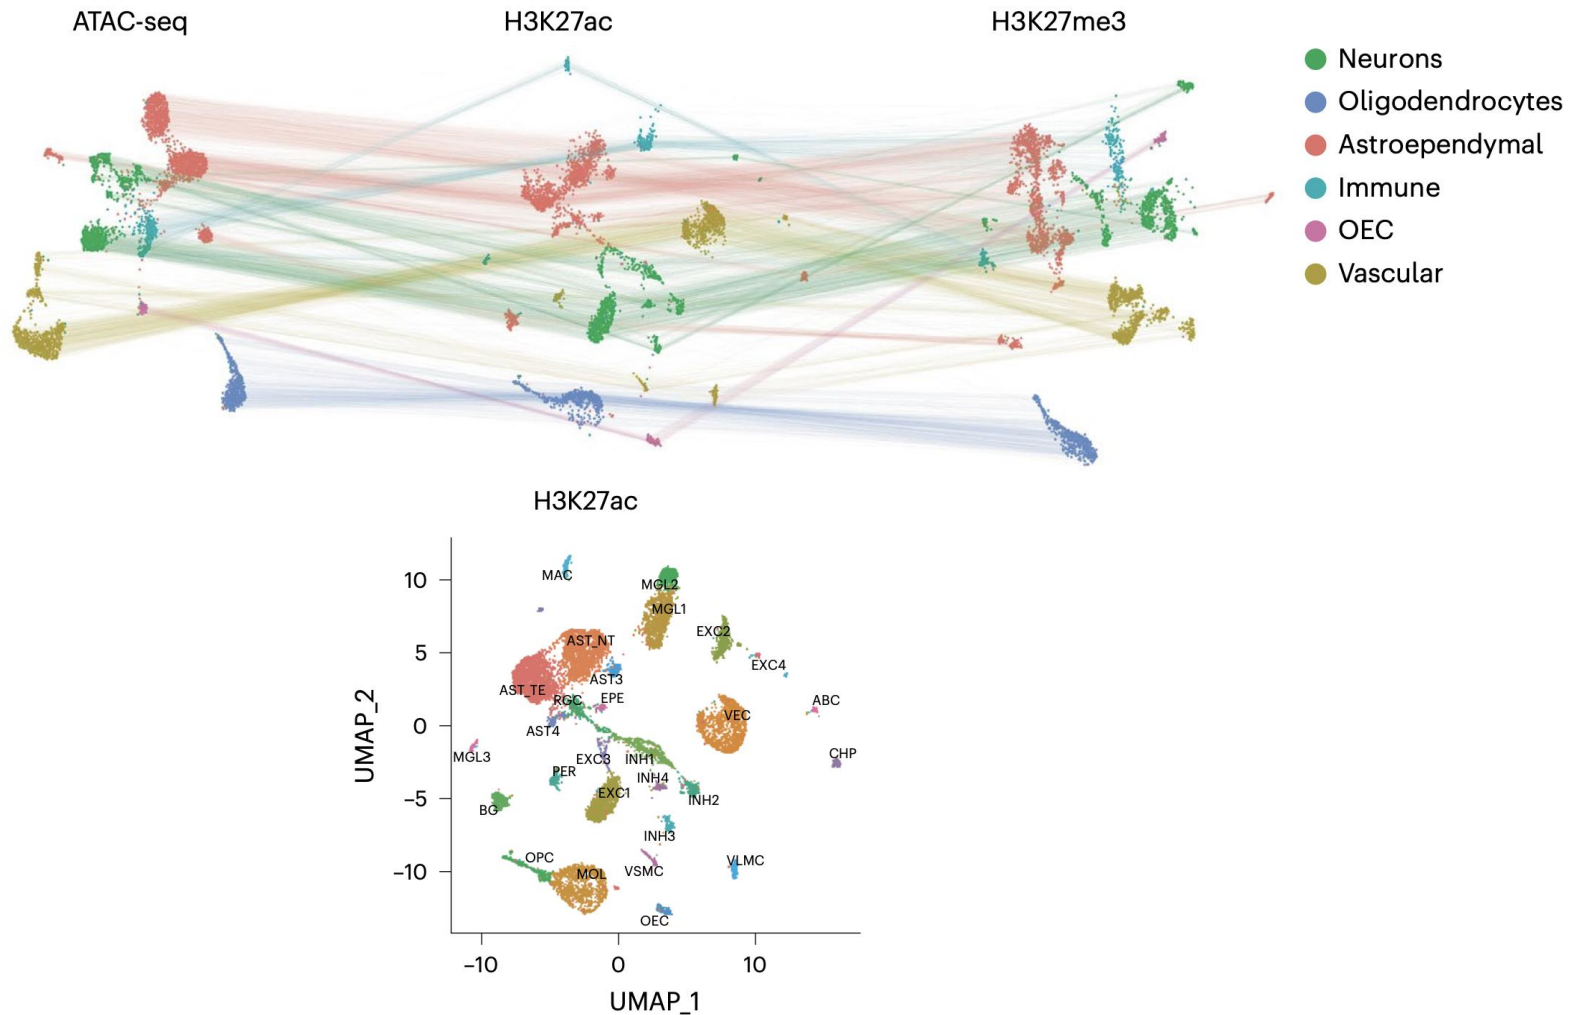 ATAC-seq
H3K27ac
H3K27me3
Neurons
Oligodendrocytes
Astroependymal
Immune
OEC
Vascular
H3K27ac
MAC
MGL2
MGL1
EXC2
AST_NT
EXC4
AST3
AST_TE
RGC
EPE
ABC
VEC
AST4
MGL3
EXC3
INH1
CHP
PER
INH4
EXC1
INH2
BG
INH3
OPC
MOL
VSMC
VLMC
OEC
10
5
0
−5
−10
UMAP_2
−10
0
10
UMAP_1